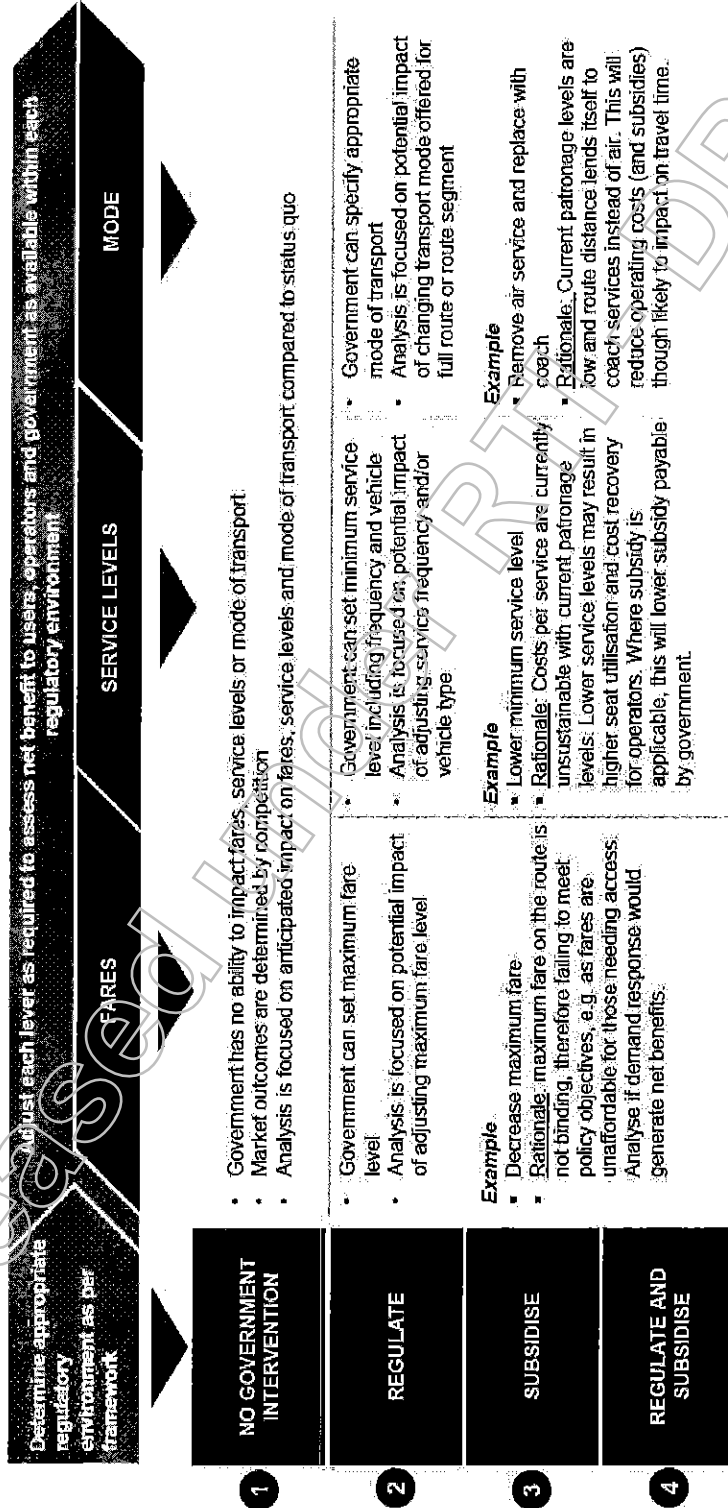 Determine appropriate
regulatory
environment as per
framework
Adjust each lever as required to assess net benefit to users, operators and government as available within each
regulatory environment
FARES
SERVICE LEVELS
MODE
1
NO GOVERNMENT
INTERVENTION
• Government has no ability to impact fares, service levels or mode of transport
• Market outcomes are determined by competition
• Analysis is focused on anticipated impact on fares, service levels and mode of transport compared to status quo
2
REGULATE
3
SUBSIDISE
4
REGULATE AND
SUBSIDISE
• Government can set maximum fare
level
• Analysis is focused on potential impact
of adjusting maximum fare level
Example
▪ Decrease maximum fare
▪ Rationale: maximum fare on the route is
not binding, therefore failing to meet
policy objectives, e.g. as fares are
unaffordable for those needing access.
Analyse if demand response would
generate net benefits.
• Government can set minimum service
level including frequency and vehicle
• Analysis is focused on potential impact
of adjusting service frequency and/or
vehicle type
Example
▪ Lower minimum service level
▪ Rationale: Costs per service are currently
unsustainable with current patronage
levels. Lower service levels may result in
higher seat utilisation and cost recovery
for operators. Where subsidy is
applicable, this will lower subsidy payable
by government.
• Government can specify appropriate
mode of transport
• Analysis is focused on potential impact
of changing transport mode offered for
full route or route segment
Example
▪ Remove air service and replace with
coach
▪ Rationale: Current patronage levels are
low and route distance lends itself to
coach services instead of air. This will
reduce operating costs (and subsidies)
though likely to impact on travel time.
eased under RTI - D